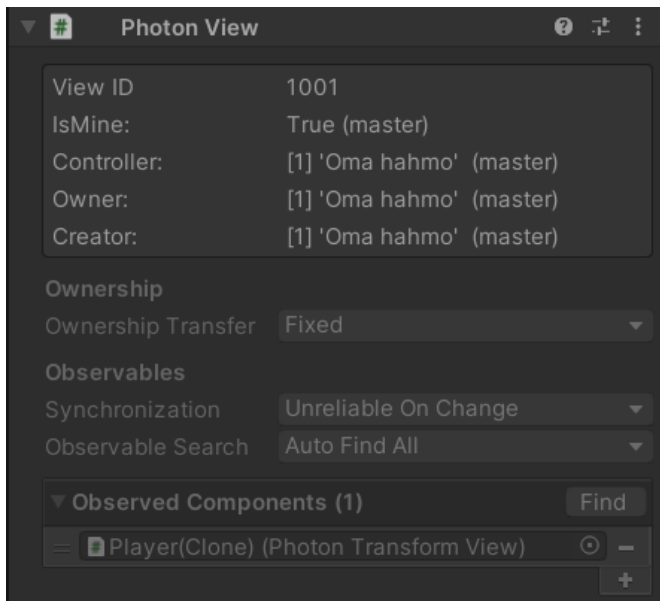 Photon View
View ID 1001
IsMine: True (master)
Controller: [1] 'Oma hahmo' (master)
Owner: [1] 'Oma hahmo' (master)
Creator: [1] 'Oma hahmo' (master)
Ownership
Ownership Transfer Fixed
Observables
Synchronization Unreliable On Change
Observable Search Auto Find All
Observed Components (1) Find
Player(Clone) (Photon Transform View)